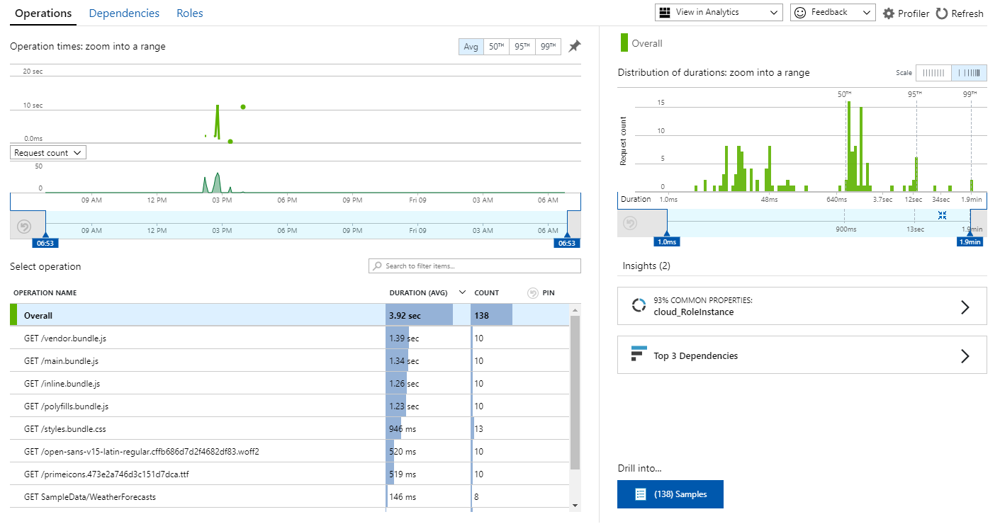 Operations Dependencies Roles
View in Analytics Feedback Profiler Refresh
Operation times: zoom into a range
Avg 50TH 95TH 99TH
20 sec
10 sec
0.0ms
Request count
50
0
09 AM 12 PM 03 PM 06 PM 09 PM Fri 09 03 AM 06 AM
09 AM 12 PM 03 PM 06 PM 09 PM Fri 09 03 AM 06 AM
06:53 06:53
Select operation
Search to filter items...
OPERATION NAME DURATION (AVG) COUNT PIN
Overall 3.92 sec 138
GET /vendor.bundle.js 1.39 sec 10
GET /main.bundle.js 1.34 sec 10
GET /inline.bundle.js 1.26 sec 10
GET /polyfills.bundle.js 1.23 sec 10
GET /styles.bundle.css 946 ms 13
GET /open-sans-v15-latin-regular.cffb686d7d2f4682df83.woff2 520 ms 10
GET /primeicons.473e2a746d3c151d7dca.ttf 519 ms 10
GET SampleData/WeatherForecasts 146 ms 8
Overall
Distribution of durations: zoom into a range
Scale
50TH 95TH 99TH
Request count
15
10
5
0
Duration 1.0ms 48ms 640ms 3.7sec 12sec 34sec 1.9min
900ms 13sec 1.9min
1.0ms 1.9min
Insights (2)
93% COMMON PROPERTIES:
cloud_RoleInstance
Top 3 Dependencies
Drill into...
(138) Samples